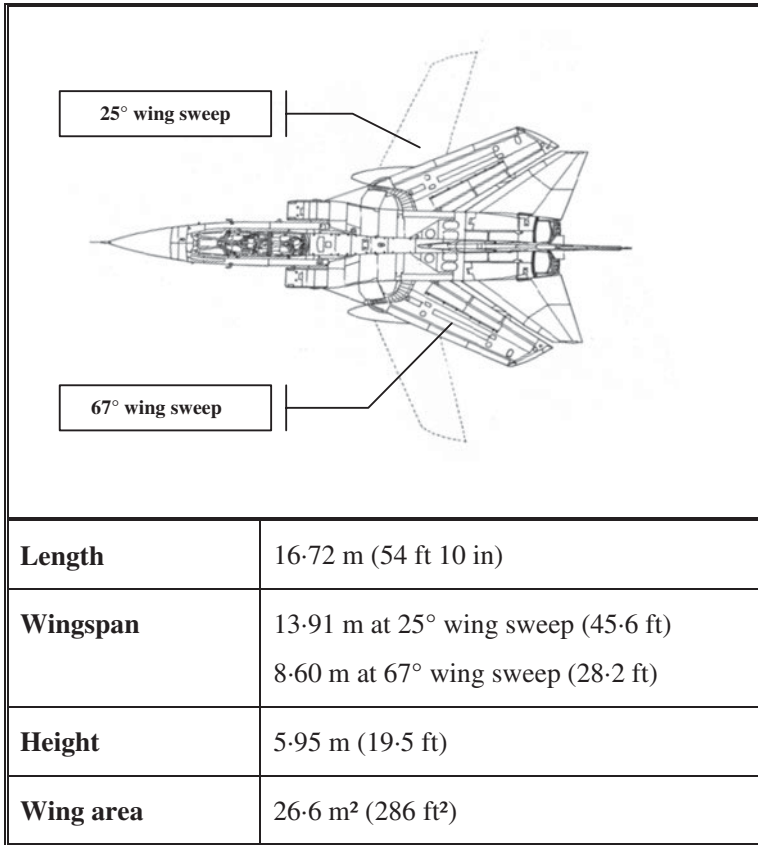 25° wing sweep
67° wing sweep
Length
16·72 m (54 ft 10 in)
Wingspan
13·91 m at 25° wing sweep (45·6 ft)
8·60 m at 67° wing sweep (28·2 ft)
Height
5·95 m (19·5 ft)
Wing area
26·6 m² (286 ft²)